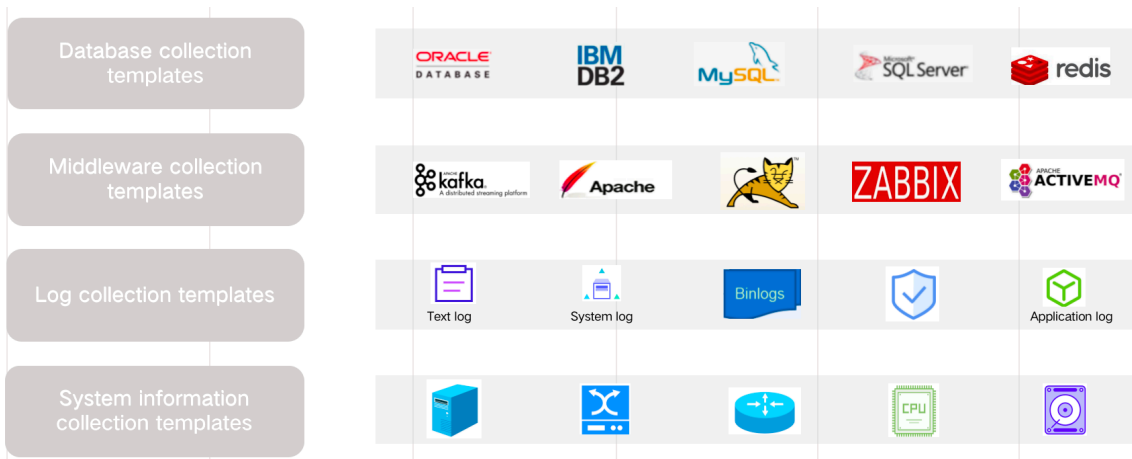 Database collection
templates
ORACLE
DATABASE
IBM
DB2
MySQL
Microsoft
SQL Server
redis
Middleware collection
templates
APACHE
kafka
A distributed streaming platform
Apache
TM
ZABBIX
APACHE
ACTIVEMQ
Log collection templates
Text log
System log
Binlogs
Application log
System information
collection templates
CPU